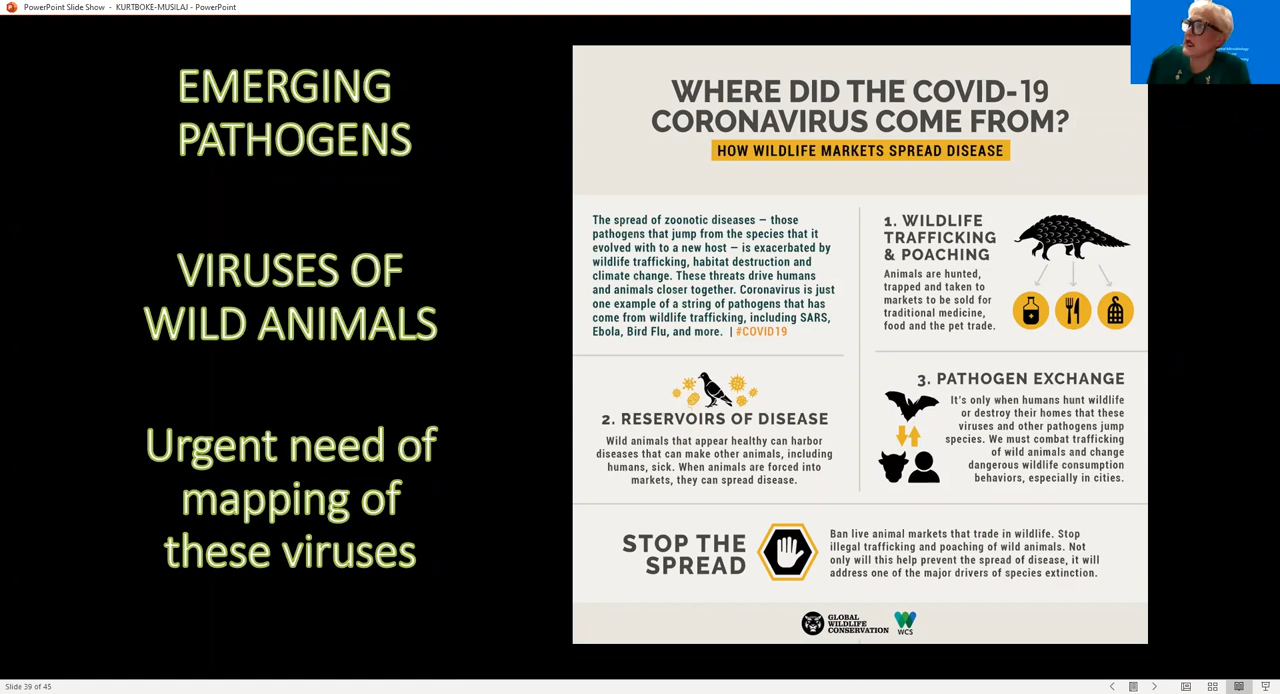 PowerPoint Slide Show - KURTBOKE-MUSILAJ - PowerPoint
EMERGING
PATHOGENS
VIRUSES OF
WILD ANIMALS
Urgent need of
mapping of
these viruses
WHERE DID THE COVID-19
CORONAVIRUS COME FROM?
HOW WILDLIFE MARKETS SPREAD DISEASE
The spread of zoonotic diseases — those
pathogens that jump from the species that it
evolved with to a new host — is exacerbated by
wildlife trafficking, habitat destruction and
climate change. These threats drive humans
and animals closer together. Coronavirus is just
one example of a string of pathogens that has
come from wildlife trafficking, including SARS,
Ebola, Bird Flu, and more. | #COVID19
1. WILDLIFE
TRAFFICKING
& POACHING
Animals are hunted,
trapped and taken to
markets to be sold for
traditional medicine,
food and the pet trade.
2. RESERVOIRS OF DISEASE
Wild animals that appear healthy can harbor
diseases that can make other animals, including
humans, sick. When animals are forced into
markets, they can spread disease.
3. PATHOGEN EXCHANGE
It's only when humans hunt wildlife
or destroy their homes that these
viruses and other pathogens jump
species. We must combat trafficking
of wild animals and change
dangerous wildlife consumption
behaviors, especially in cities.
STOP THE
SPREAD
Ban live animal markets that trade in wildlife. Stop
illegal trafficking and poaching of wild animals. Not
only will this help prevent the spread of disease, it will
address one of the major drivers of species extinction.
GLOBAL
WILDLIFE
CONSERVATION
WCS
Slide 39 of 45